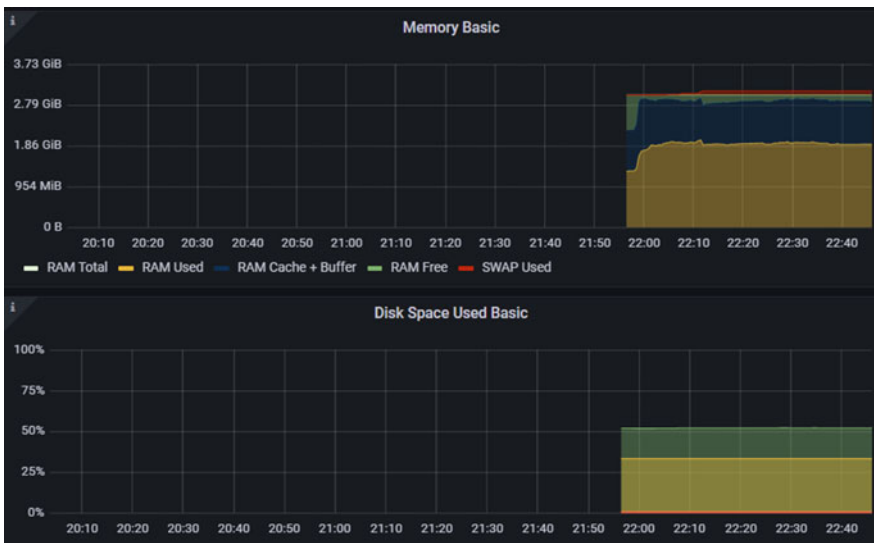 i
Memory Basic
3.73 GiB
2.79 GiB
1.86 GiB
954 MiB
0 B
20:10 20:20 20:30 20:40 20:50 21:00 21:10 21:20 21:30 21:40 21:50 22:00 22:10 22:20 22:30 22:40
RAM Total RAM Used RAM Cache + Buffer RAM Free SWAP Used
i
Disk Space Used Basic
100%
75%
50%
25%
0%
20:10 20:20 20:30 20:40 20:50 21:00 21:10 21:20 21:30 21:40 21:50 22:00 22:10 22:20 22:30 22:40